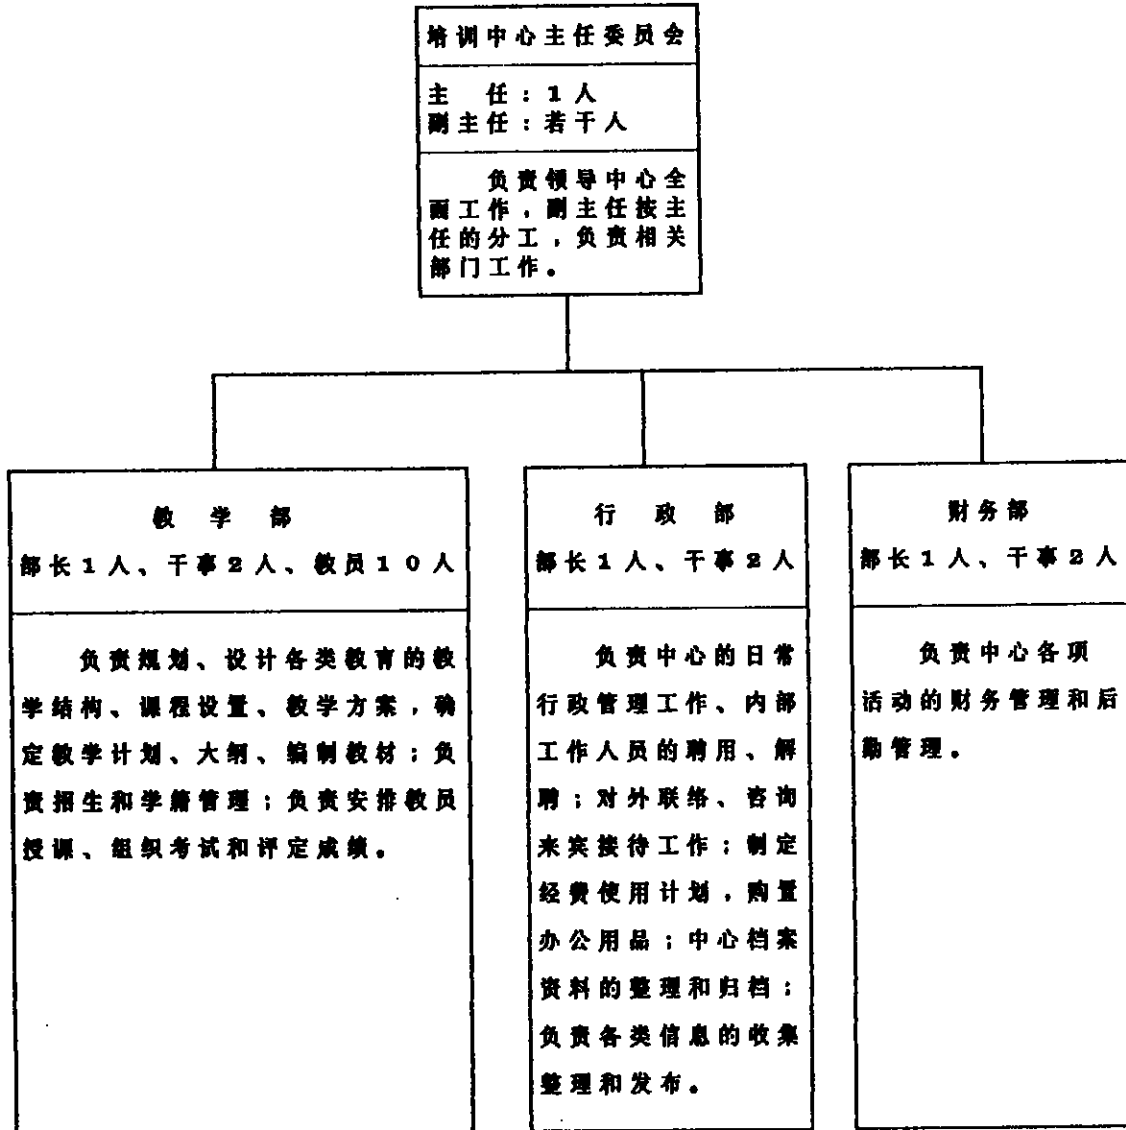 培训中心主任委员会
主 任：1人
副主任：若干人
负责领导中心全
面工作，副主任按主
任的分工，负责相关
部门工作。
教 学 部
部长1人、干事2人、教员10人
负责规划、设计各类教育的教
学结构、课程设置、教学方案，确
定教学计划、大纲、编制教材；负
责招生和学籍管理；负责安排教员
授课、组织考试和评定成绩。
行 政 部
部长1人、干事2人
负责中心的日常
行政管理工作、内部
工作人员的聘用、解
聘；对外联络、咨询
来宾接待工作；制定
经费使用计划，购置
办公用品；中心档案
资料的整理和归档；
负责各类信息的收集
整理和发布。
财务部
部长1人、干事2人
负责中心各项
活动的财务管理和后
勤管理。